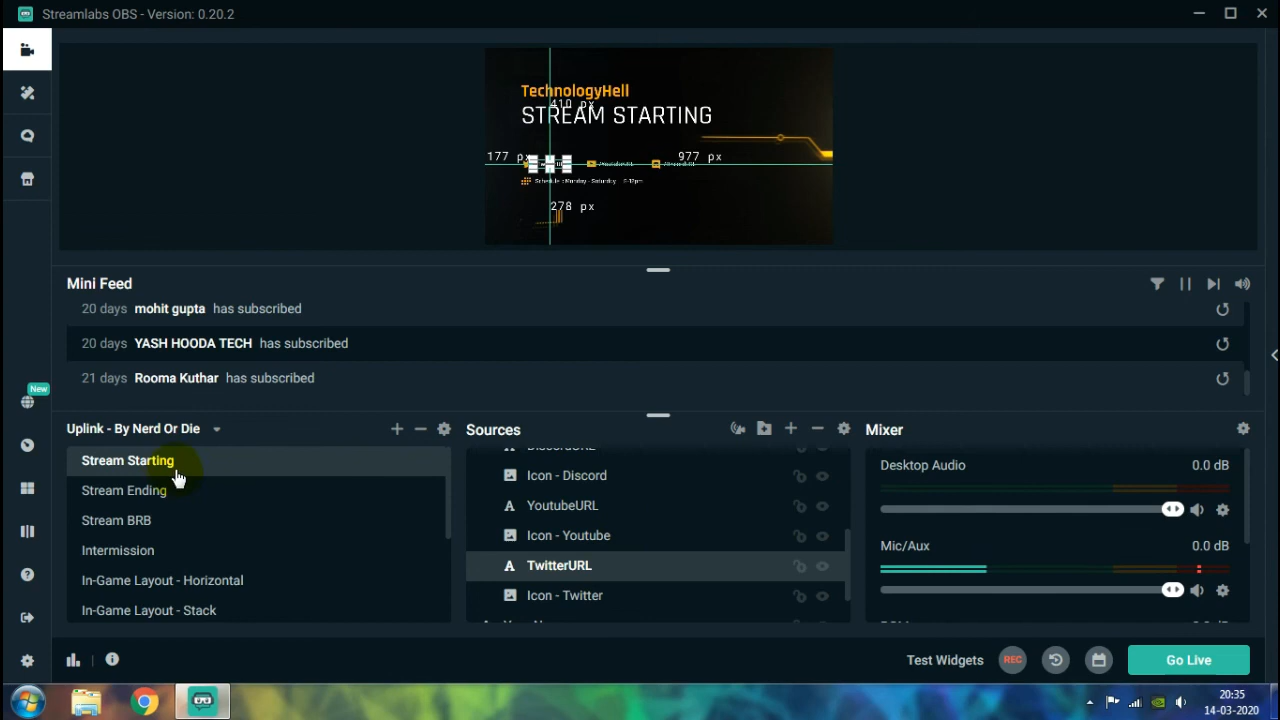 Streamlabs OBS - Version: 0.20.2
TechnologyHell
410 px
STREAM STARTING
177 px
977 px
Schedule : Monday - Saturday
278 px
Mini Feed
20 days mohit gupta has subscribed
20 days YASH HOODA TECH has subscribed
21 days Rooma Kuthar has subscribed
New
Uplink - By Nerd Or Die
Stream Starting
Stream Ending
Stream BRB
Intermission
In-Game Layout - Horizontal
In-Game Layout - Stack
Sources
DiscordURL
Icon - Discord
YoutubeURL
Icon - Youtube
TwitterURL
Icon - Twitter
Mixer
Desktop Audio 0.0 dB
Mic/Aux 0.0 dB
Test Widgets REC Go Live
20:35
14-03-2020